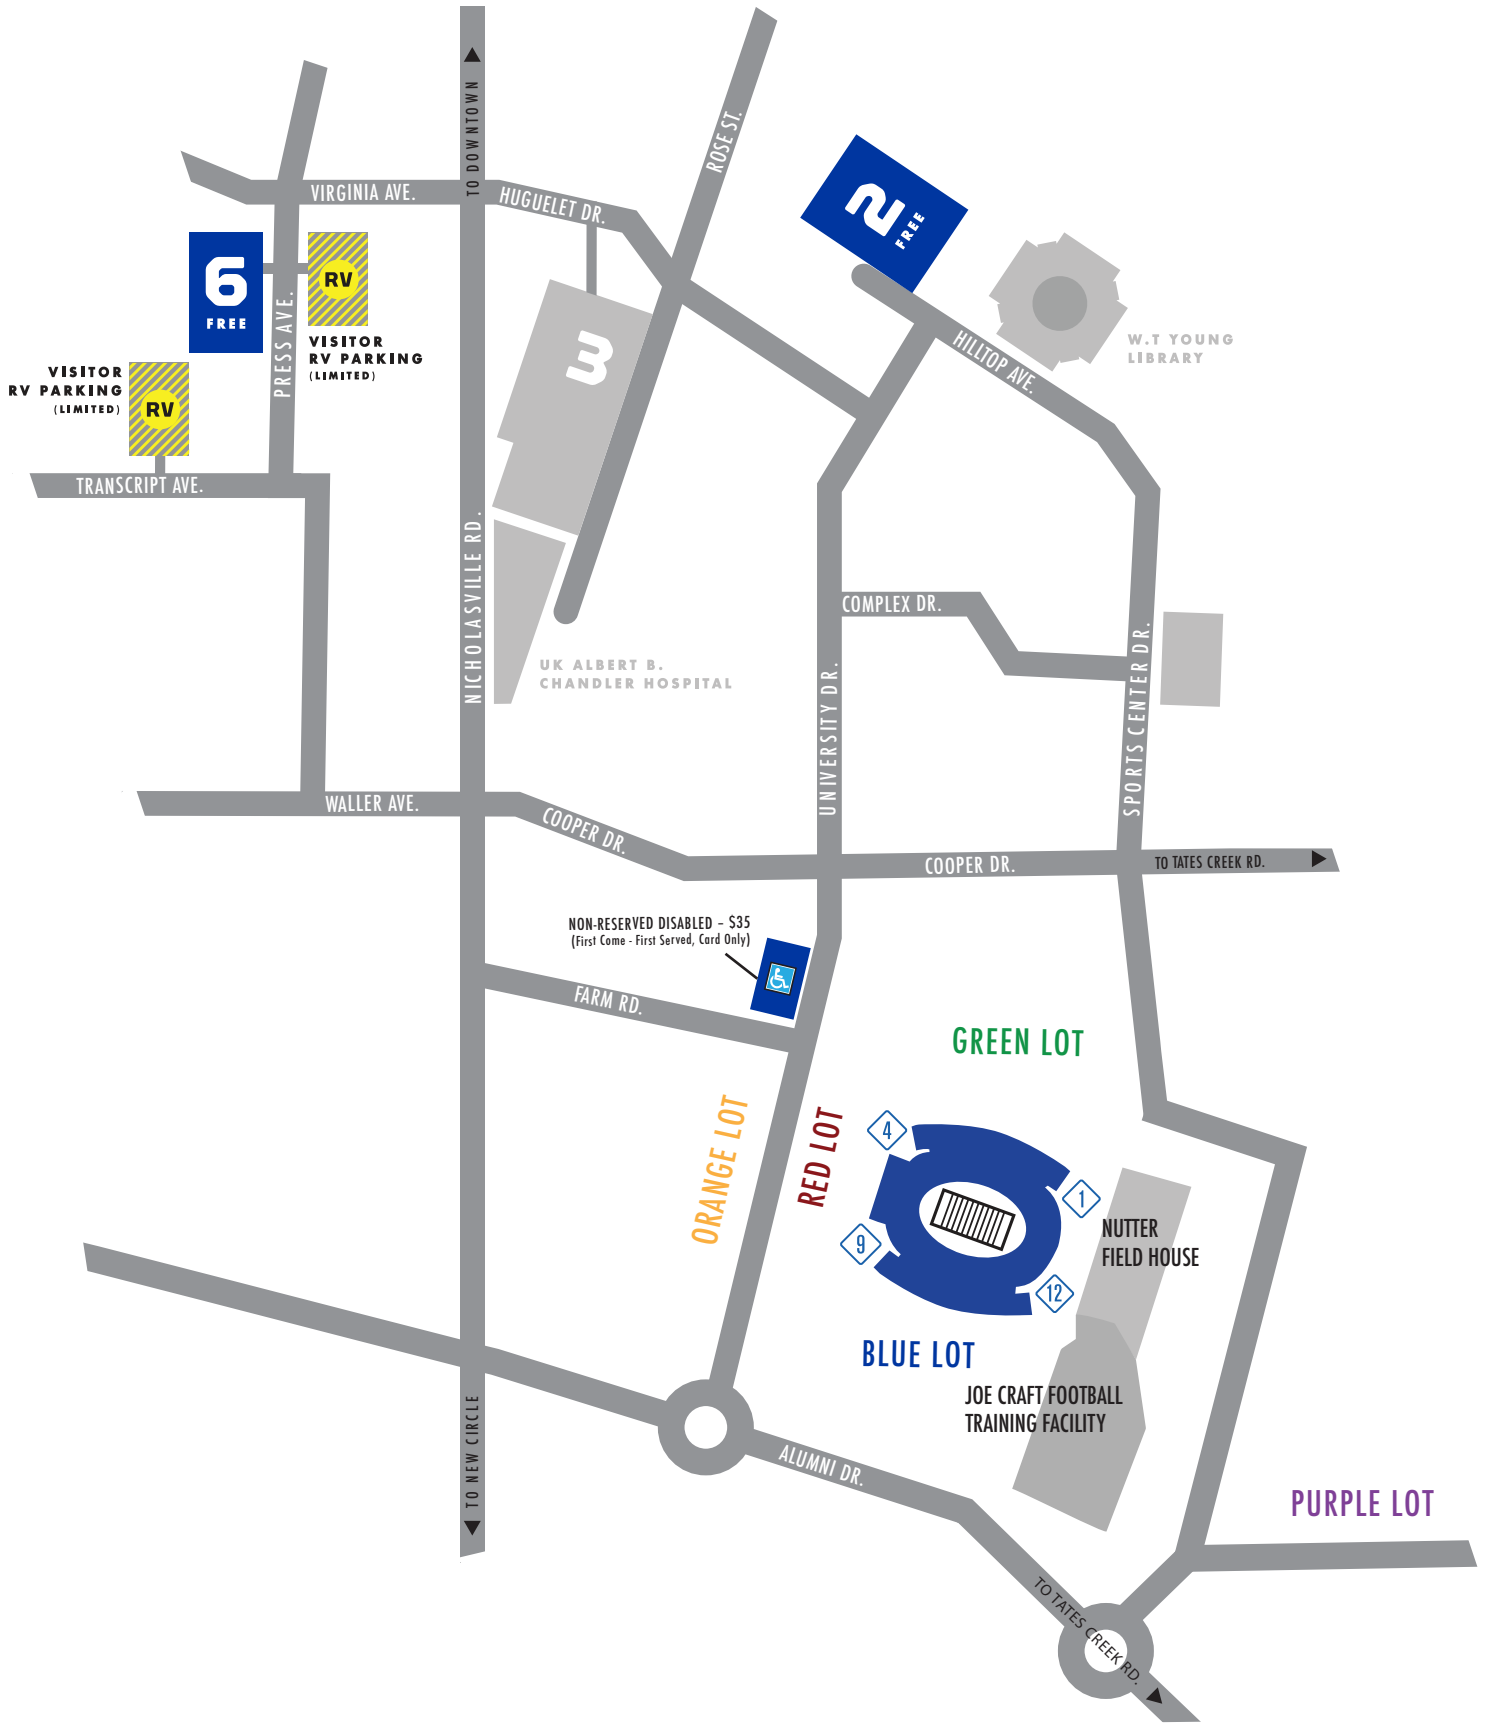 TO DOWNTOWN
ROSE ST.
VIRGINIA AVE.
HUGUELET DR.
2
FREE
6
FREE
RV
VISITOR
RV PARKING
(LIMITED)
PRESS AVE.
VISITOR
RV PARKING
(LIMITED)
RV
3
HILLTOP AVE.
W.T YOUNG
LIBRARY
TRANSCRIPT AVE.
NICHOLASVILLE RD.
COMPLEX DR.
UK ALBERT B.
CHANDLER HOSPITAL
UNIVERSITY DR.
SPORTS CENTER DR.
WALLER AVE.
COOPER DR.
COOPER DR.
TO TATES CREEK RD.
NON-RESERVED DISABLED – $35
(First Come - First Served, Card Only)
FARM RD.
GREEN LOT
ORANGE LOT
RED LOT
4
1
9
12
NUTTER
FIELD HOUSE
BLUE LOT
JOE CRAFT FOOTBALL
TRAINING FACILITY
TO NEW CIRCLE
ALUMNI DR.
PURPLE LOT
TO TATES CREEK RD.